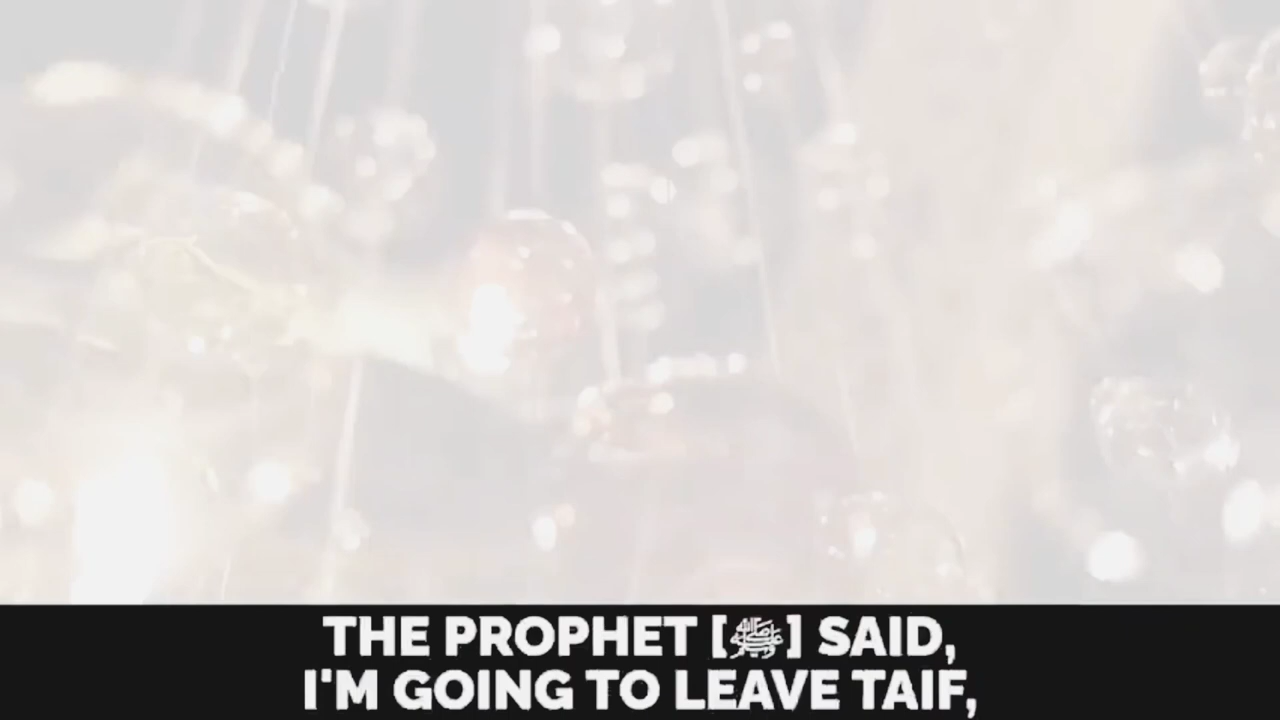 THE PROPHET [ﷺ] SAID,
I'M GOING TO LEAVE TAIF,